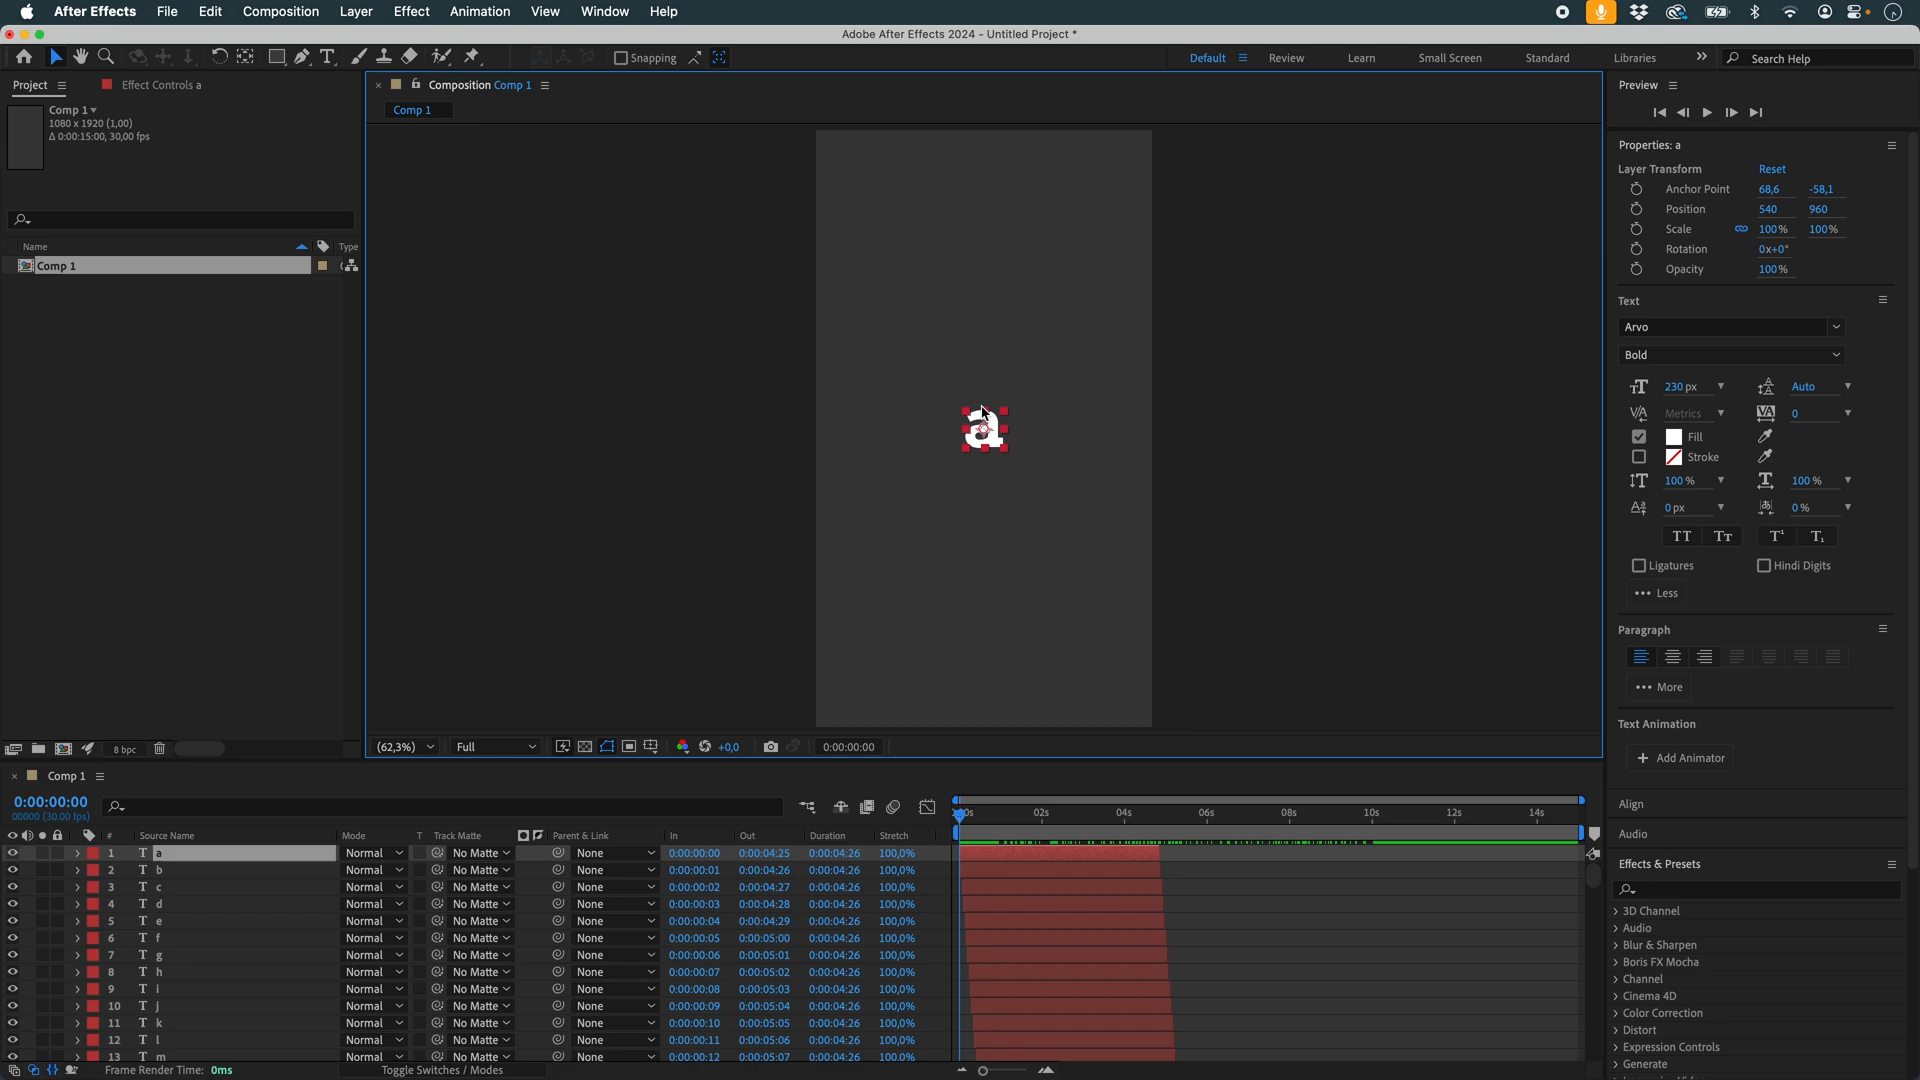 After Effects File Edit Composition Layer Effect Animation View Window Help
Adobe After Effects 2024 - Untitled Project *
Snapping Default Review Learn Small Screen Standard Libraries Search Help
Project Effect Controls a
Composition Comp 1
Comp 1
Comp 1
1080 x 1920 (1,00)
Δ 0:00:15:00, 30,00 fps
Name Type
Comp 1
a
8 bpc
(62,3%) Full +0,0 0:00:00:00
Preview
Properties: a
Layer Transform Reset
Anchor Point 68,6 -58,1
Position 540 960
Scale 100% 100%
Rotation 0x+0°
Opacity 100%
Text
Arvo
Bold
230 px Auto
Metrics 0
Fill
Stroke
100 % 100 %
0 px 0 %
TT Tт T¹ T₁
Ligatures Hindi Digits
Less
Paragraph
More
Text Animation
+ Add Animator
Align
Audio
Effects & Presets
3D Channel
Audio
Blur & Sharpen
Boris FX Mocha
Channel
Cinema 4D
Color Correction
Distort
Expression Controls
Generate
Comp 1
0:00:00:00
00000 (30.00 fps)
02s 04s 06s 08s 10s 12s 14s
# Source Name Mode T Track Matte Parent & Link In Out Duration Stretch
1 T a Normal No Matte None 0:00:00:00 0:00:04:25 0:00:04:26 100,0%
2 T b Normal No Matte None 0:00:00:01 0:00:04:26 0:00:04:26 100,0%
3 T c Normal No Matte None 0:00:00:02 0:00:04:27 0:00:04:26 100,0%
4 T d Normal No Matte None 0:00:00:03 0:00:04:28 0:00:04:26 100,0%
5 T e Normal No Matte None 0:00:00:04 0:00:04:29 0:00:04:26 100,0%
6 T f Normal No Matte None 0:00:00:05 0:00:05:00 0:00:04:26 100,0%
7 T g Normal No Matte None 0:00:00:06 0:00:05:01 0:00:04:26 100,0%
8 T h Normal No Matte None 0:00:00:07 0:00:05:02 0:00:04:26 100,0%
9 T i Normal No Matte None 0:00:00:08 0:00:05:03 0:00:04:26 100,0%
10 T j Normal No Matte None 0:00:00:09 0:00:05:04 0:00:04:26 100,0%
11 T k Normal No Matte None 0:00:00:10 0:00:05:05 0:00:04:26 100,0%
12 T l Normal No Matte None 0:00:00:11 0:00:05:06 0:00:04:26 100,0%
13 T m Normal No Matte None 0:00:00:12 0:00:05:07 0:00:04:26 100,0%
Frame Render Time: 0ms Toggle Switches / Modes